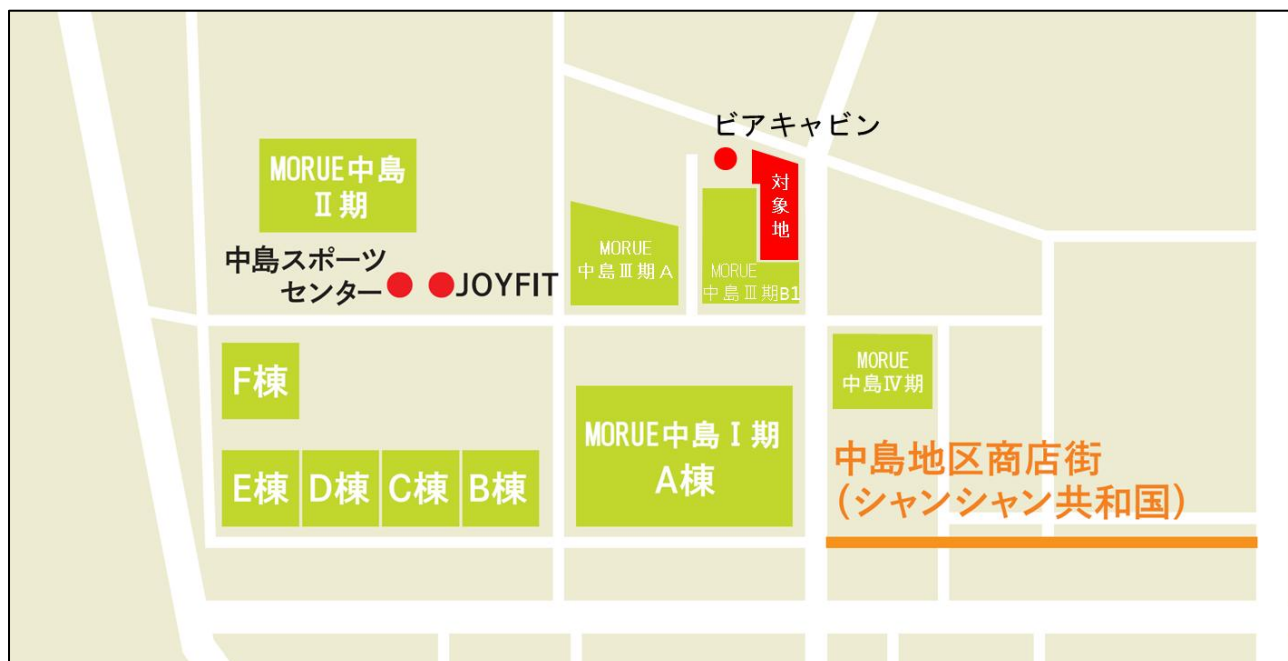 ビアキャビン
MORUE中島
Ⅱ期
対
象
地
中島スポーツ
センター
JOYFIT
MORUE
中島Ⅲ期A
MORUE
中島Ⅲ期B1
F棟
MORUE
中島Ⅳ期
MORUE中島Ⅰ期
A棟
E棟
D棟
C棟
B棟
中島地区商店街
(シャンシャン共和国)